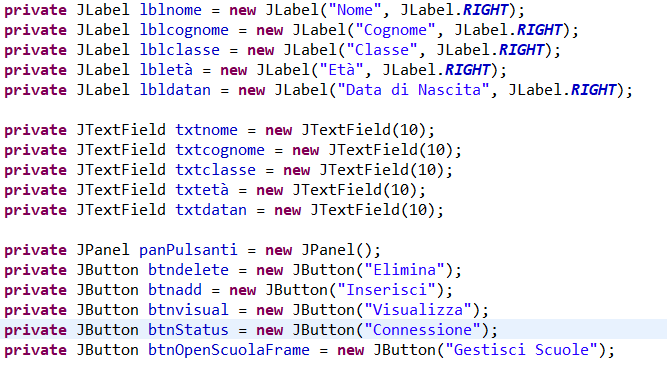 private JLabel lblnome = new JLabel("Nome", JLabel.RIGHT);
private JLabel lblcognome = new JLabel("Cognome", JLabel.RIGHT);
private JLabel lblclasse = new JLabel("Classe", JLabel.RIGHT);
private JLabel lbletà = new JLabel("Età", JLabel.RIGHT);
private JLabel lbldatan = new JLabel("Data di Nascita", JLabel.RIGHT);
private JTextField txtnome = new JTextField(10);
private JTextField txtcognome = new JTextField(10);
private JTextField txtclasse = new JTextField(10);
private JTextField txtetà = new JTextField(10);
private JTextField txtdatan = new JTextField(10);
private JPanel panPulsanti = new JPanel();
private JButton btndelete = new JButton("Elimina");
private JButton btnadd = new JButton("Inserisci");
private JButton btnvisual = new JButton("Visualizza");
private JButton btnStatus = new JButton("Connessione");
private JButton btnOpenScuolaFrame = new JButton("Gestisci Scuole");